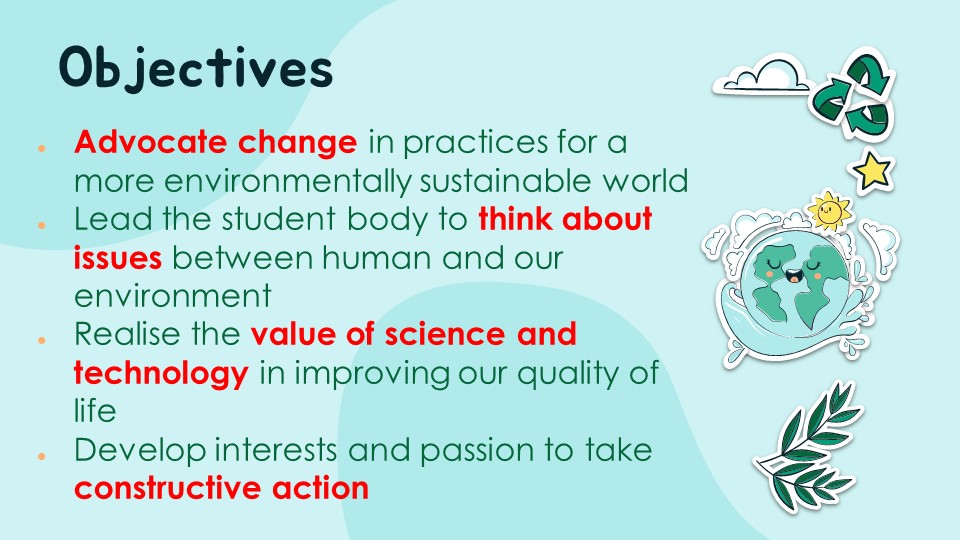 Objectives
Advocate change in practices for a
more environmentally sustainable world
Lead the student body to think about
issues between human and our
environment
Realise the value of science and
technology in improving our quality of
life
Develop interests and passion to take
constructive action